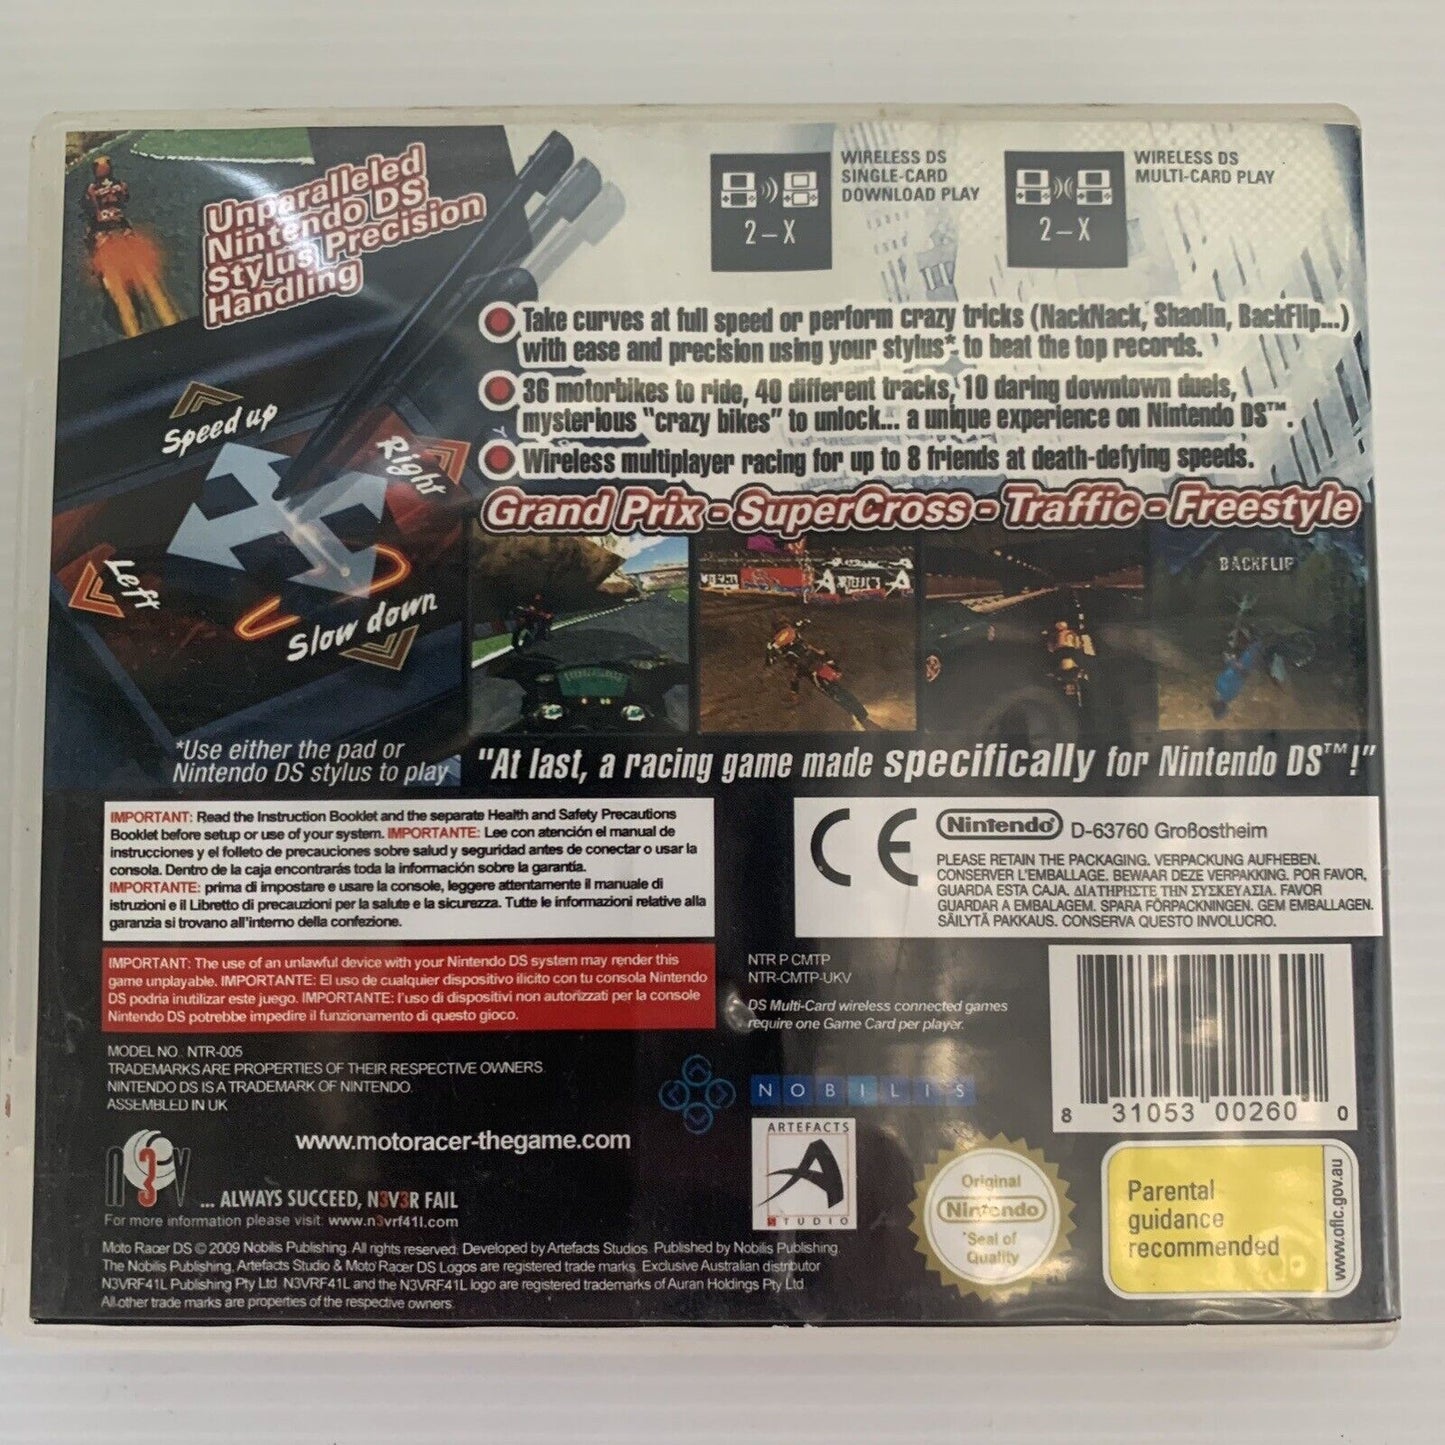 Unparalleled
Nintendo DS
Stylus Precision
Handling
WIRELESS DS
SINGLE-CARD
DOWNLOAD PLAY
2 – X
WIRELESS DS
MULTI-CARD PLAY
2 – X
Take curves at full speed or perform crazy tricks (NackNack, Shaolin, BackFlip...)
with ease and precision using your stylus* to beat the top records.
36 motorbikes to ride, 40 different tracks, 10 daring downtown duels,
mysterious "crazy bikes" to unlock... a unique experience on Nintendo DS™.
Wireless multiplayer racing for up to 8 friends at death-defying speeds.
Speed up
Right
Left
Slow down
Grand Prix - SuperCross - Traffic - Freestyle
BACKFLIP
*Use either the pad or
Nintendo DS stylus to play
"At last, a racing game made specifically for Nintendo DS™!"
IMPORTANT: Read the Instruction Booklet and the separate Health and Safety Precautions
Booklet before setup or use of your system. IMPORTANTE: Lee con atención el manual de
instrucciones y el folleto de precauciones sobre salud y seguridad antes de conectar o usar la
consola. Dentro de la caja encontrarás toda la información sobre la garantía.
IMPORTANTE: prima di impostare e usare la console, leggere attentamente il manuale di
istruzioni e il Libretto di precauzioni per la salute e la sicurezza. Tutte le informazioni relative alla
garanzia si trovano all'interno della confezione.
CE
Nintendo
D-63760 Großostheim
PLEASE RETAIN THE PACKAGING. VERPACKUNG AUFHEBEN.
CONSERVER L'EMBALLAGE. BEWAAR DEZE VERPAKKING. POR FAVOR,
GUARDA ESTA CAJA. ΔΙΑΤΗΡΗΣΤΕ ΤΗΝ ΣΥΣΚΕΥΑΣΙΑ. FAVOR
GUARDAR A EMBALAGEM. SPARA FÖRPACKNINGEN. GEM EMBALLAGEN.
SÄILYTÄ PAKKAUS. CONSERVA QUESTO INVOLUCRO.
IMPORTANT: The use of an unlawful device with your Nintendo DS system may render this
game unplayable. IMPORTANTE: El uso de cualquier dispositivo ilícito con tu consola Nintendo
DS podría inutilizar este juego. IMPORTANTE: l'uso di dispositivi non autorizzati per la console
Nintendo DS potrebbe impedire il funzionamento di questo gioco.
NTR P CMTP
NTR-CMTP-UKV
DS Multi-Card wireless connected games
require one Game Card per player.
MODEL NO.: NTR-005
TRADEMARKS ARE PROPERTIES OF THEIR RESPECTIVE OWNERS.
NINTENDO DS IS A TRADEMARK OF NINTENDO.
ASSEMBLED IN UK
NOBILIS
8 31053 00260 0
www.motoracer-thegame.com
ARTEFACTS
STUDIO
n3v
... ALWAYS SUCCEED, N3V3R FAIL
For more information please visit: www.n3vrf41l.com
Original
Nintendo
Seal of
Quality
Parental
guidance
recommended
www.oflc.gov.au
Moto Racer DS © 2009 Nobilis Publishing. All rights reserved. Developed by Artefacts Studios. Published by Nobilis Publishing.
The Nobilis Publishing, Artefacts Studio & Moto Racer DS Logos are registered trade marks. Exclusive Australian distributor
N3VRF41L Publishing Pty Ltd. N3VRF41L and the N3VRF41L logo are registered trademarks of Auran Holdings Pty Ltd.
All other trade marks are properties of the respective owners.